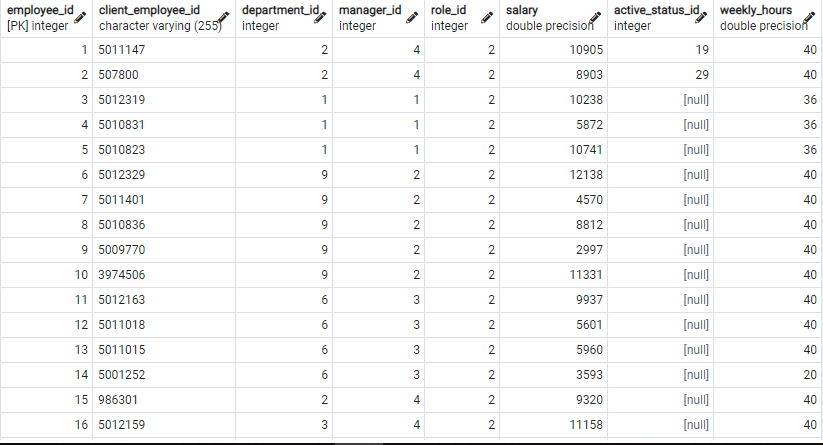 employee_id client_employee_id department_id manager_id role_id salary active_status_id weekly_hours
[PK] integer character varying (255) integer integer integer double precision integer double precision
1 5011147 2 4 2 10905 19 40
2 507800 2 4 2 8903 29 40
3 5012319 1 1 2 10238 [null] 36
4 5010831 1 1 2 5872 [null] 36
5 5010823 1 1 2 10741 [null] 36
6 5012530 9 2 2 12138 [null] 40
7 5011401 9 2 2 4570 [null] 40
8 5010836 9 2 2 8812 [null] 40
9 5009770 9 2 2 2997 [null] 40
10 3974506 9 2 2 11331 [null] 40
11 5012163 6 3 2 9937 [null] 40
12 5011018 6 3 2 5601 [null] 40
13 5011015 6 3 2 5960 [null] 40
14 5001252 6 3 2 3593 [null] 20
15 986301 2 4 2 9320 [null] 40
16 5012159 3 4 2 11158 [null] 40